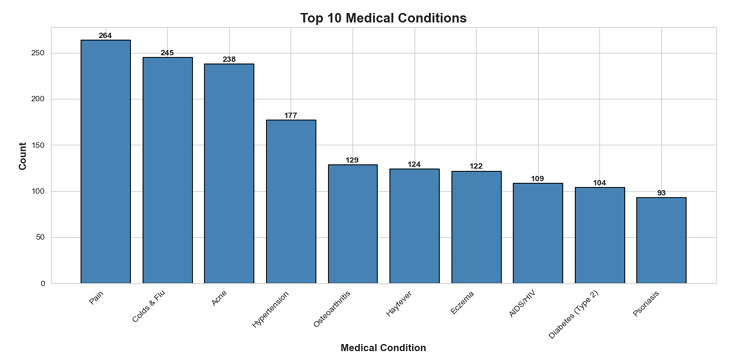 Top 10 Medical Conditions
Count
250
200
150
100
50
0
264
245
238
177
129
124
122
109
104
93
Pain
Colds & Flu
Acne
Hypertension
Osteoarthritis
Hayfever
Eczema
AIDS/HIV
Diabetes (Type 2)
Psoriasis
Medical Condition